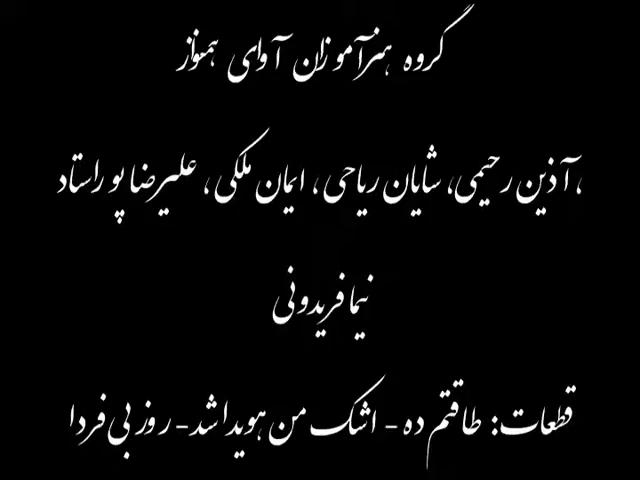 گروه هنرآموزان آوای همنواز
،آذین رحیمی، شایان ریاحی، ایمان ملکی، علیرضا پوراستاد
نیما فریدونی
قطعات: طاقتم ده - اشک من هویدا شد- روز بی فردا